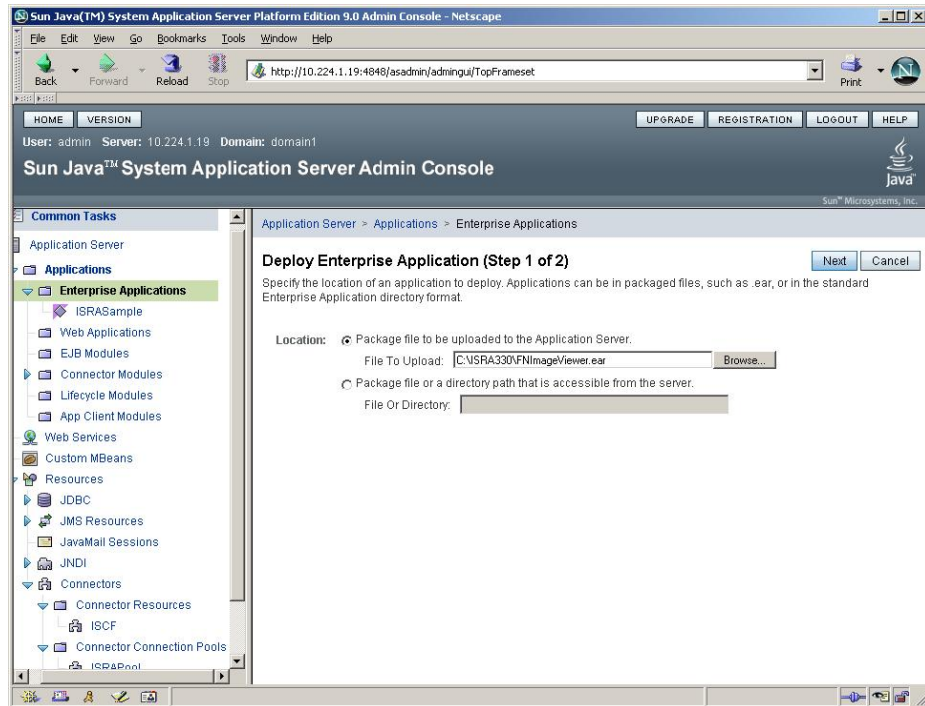 Sun Java(TM) System Application Server Platform Edition 9.0 Admin Console - Netscape
File Edit View Go Bookmarks Tools Window Help
Back Forward Reload Stop
http://10.224.1.19:4848/asadmin/admingui/TopFrameset
Print
N
HOME VERSION
UPGRADE REGISTRATION LOGOUT HELP
User: admin Server: 10.224.1.19 Domain: domain1
Sun Java™ System Application Server Admin Console
Java™
Sun™ Microsystems, Inc.
Common Tasks
Application Server
Applications
Enterprise Applications
ISRASample
Web Applications
EJB Modules
Connector Modules
Lifecycle Modules
App Client Modules
Web Services
Custom MBeans
Resources
JDBC
JMS Resources
JavaMail Sessions
JNDI
Connectors
Connector Resources
ISCF
Connector Connection Pools
ISRAPool
Application Server > Applications > Enterprise Applications
Deploy Enterprise Application (Step 1 of 2)
Next Cancel
Specify the location of an application to deploy. Applications can be in packaged files, such as .ear, or in the standard
Enterprise Application directory format.
Location: Package file to be uploaded to the Application Server.
File To Upload: C:\ISRA330\FNImageViewer.ear Browse...
Package file or a directory path that is accessible from the server.
File Or Directory: